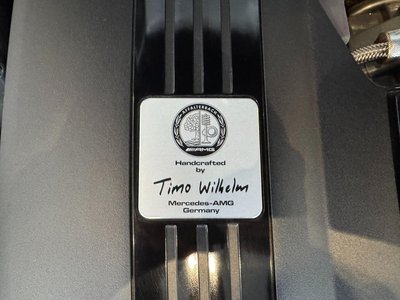 AFFALTERBACH
AMG
Handcrafted
by
Timo Wilhelm
Mercedes-AMG
Germany